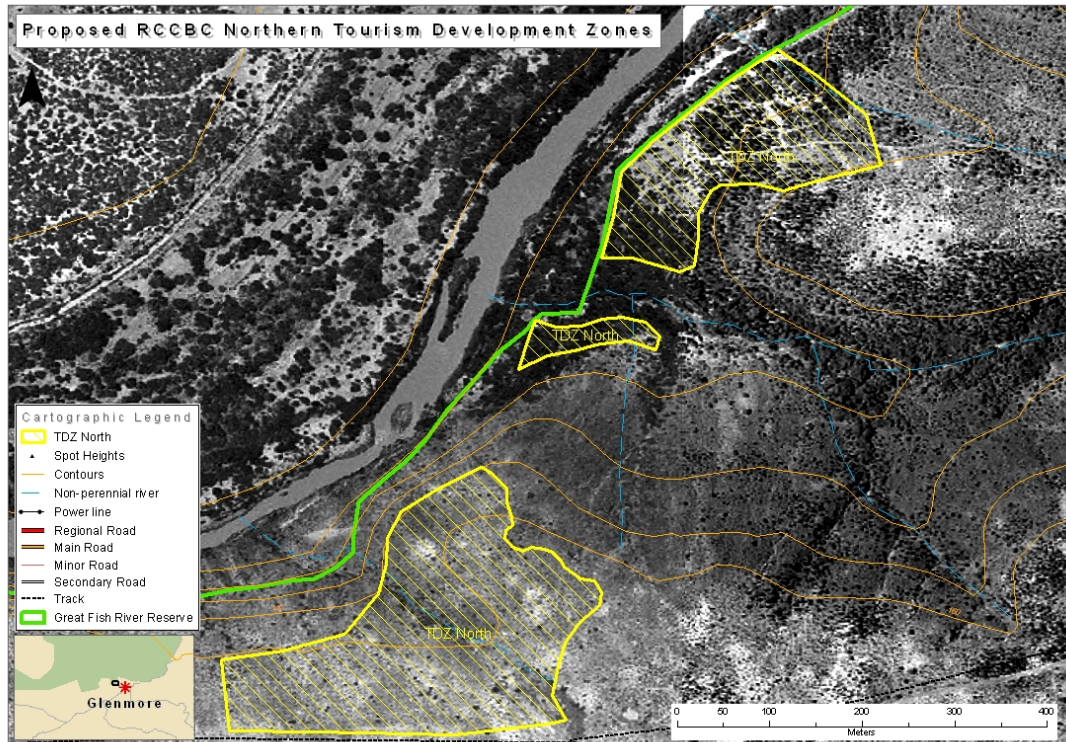 Proposed RCCBC Northern Tourism Development Zones
TDZ North
TDZ North
TDZ North
160
Cartographic Legend
TDZ North
Spot Heights
Contours
Non-perennial river
Power line
Regional Road
Main Road
Minor Road
Secondary Road
Track
Great Fish River Reserve
Glenmore
0 50 100 200 300 400
Meters